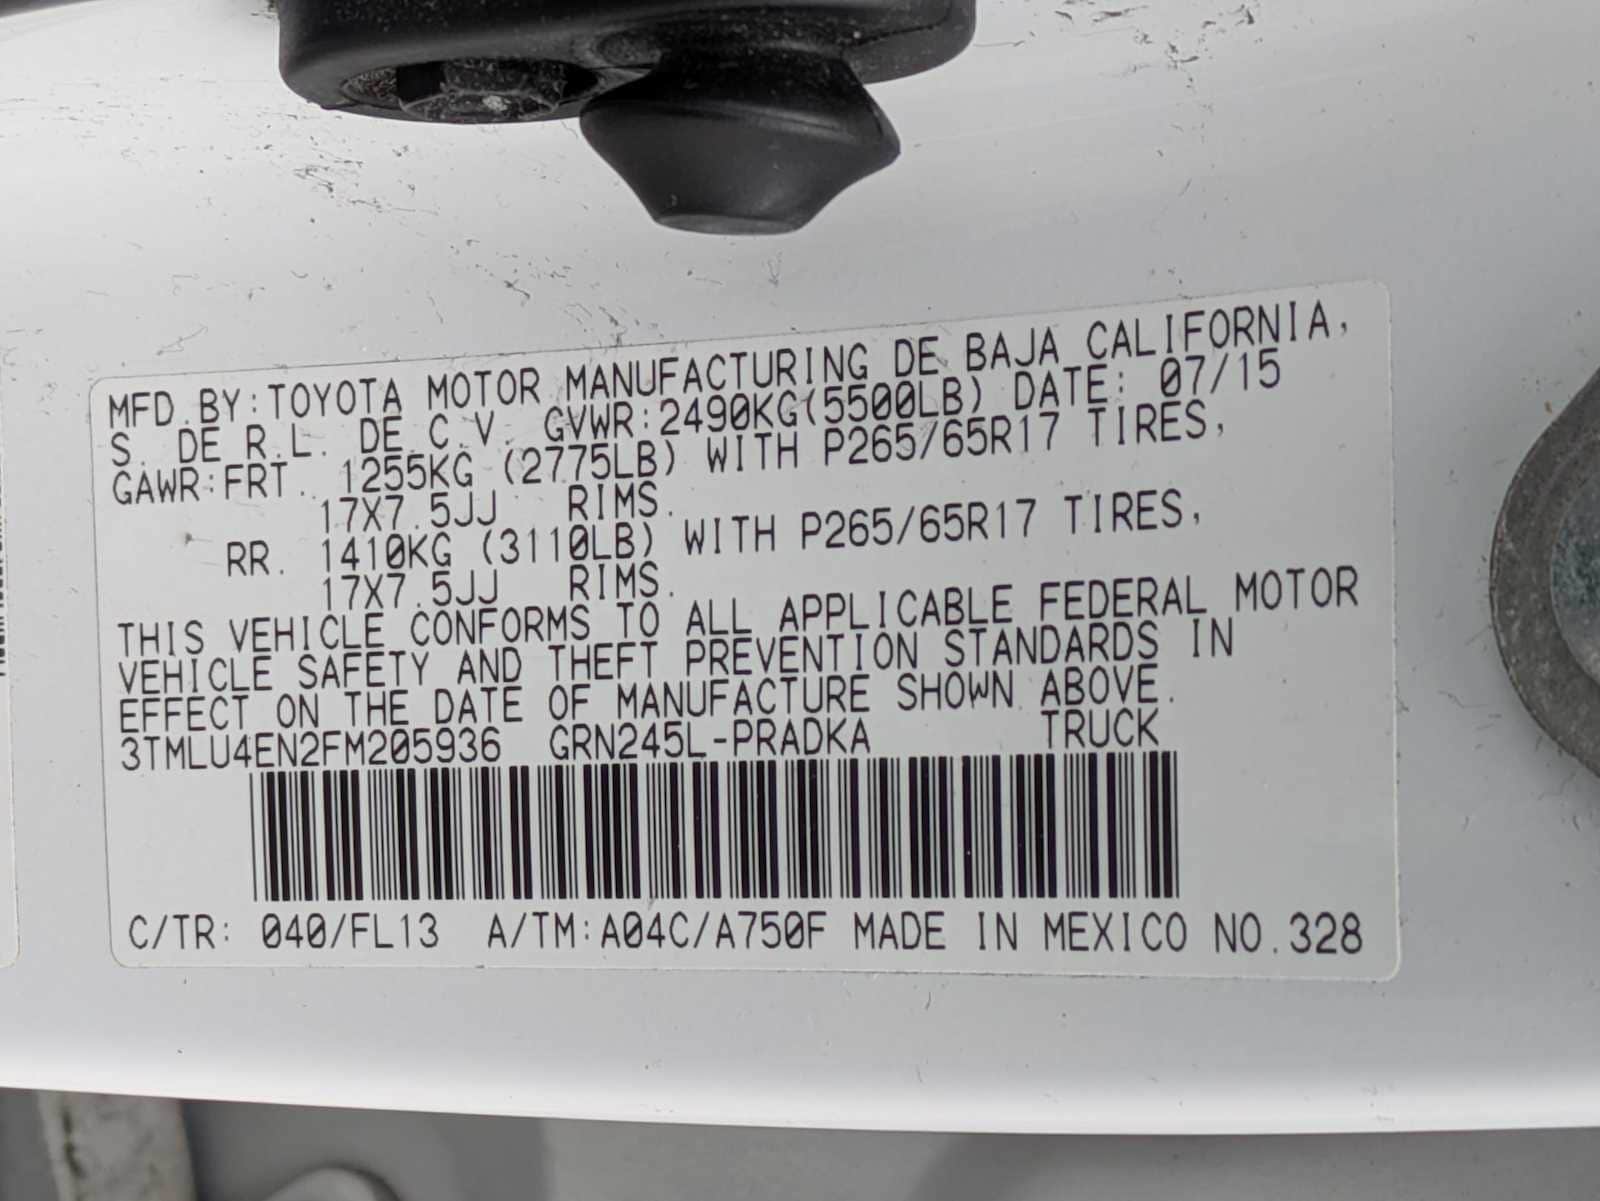 MFD.BY:TOYOTA MOTOR MANUFACTURING DE BAJA CALIFORNIA,
S. DE R.L. DE C.V. GVWR:2490KG(5500LB) DATE: 07/15
GAWR:FRT. 1255KG (2775LB) WITH P265/65R17 TIRES,
17X7.5JJ RIMS.
RR. 1410KG (3110LB) WITH P265/65R17 TIRES,
17X7.5JJ RIMS.
THIS VEHICLE CONFORMS TO ALL APPLICABLE FEDERAL MOTOR
VEHICLE SAFETY AND THEFT PREVENTION STANDARDS IN
EFFECT ON THE DATE OF MANUFACTURE SHOWN ABOVE.
3TMLU4EN2FM205936 GRN245L-PRADKA TRUCK
C/TR: 040/FL13 A/TM:A04C/A750F MADE IN MEXICO NO.328